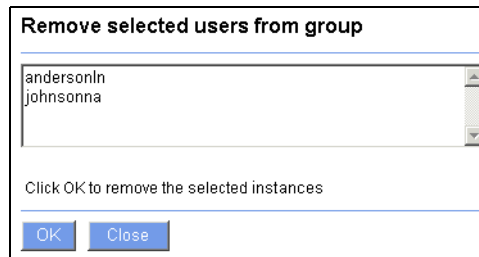 Remove selected users from group
andersonln
johnsonna
Click OK to remove the selected instances
OK Close